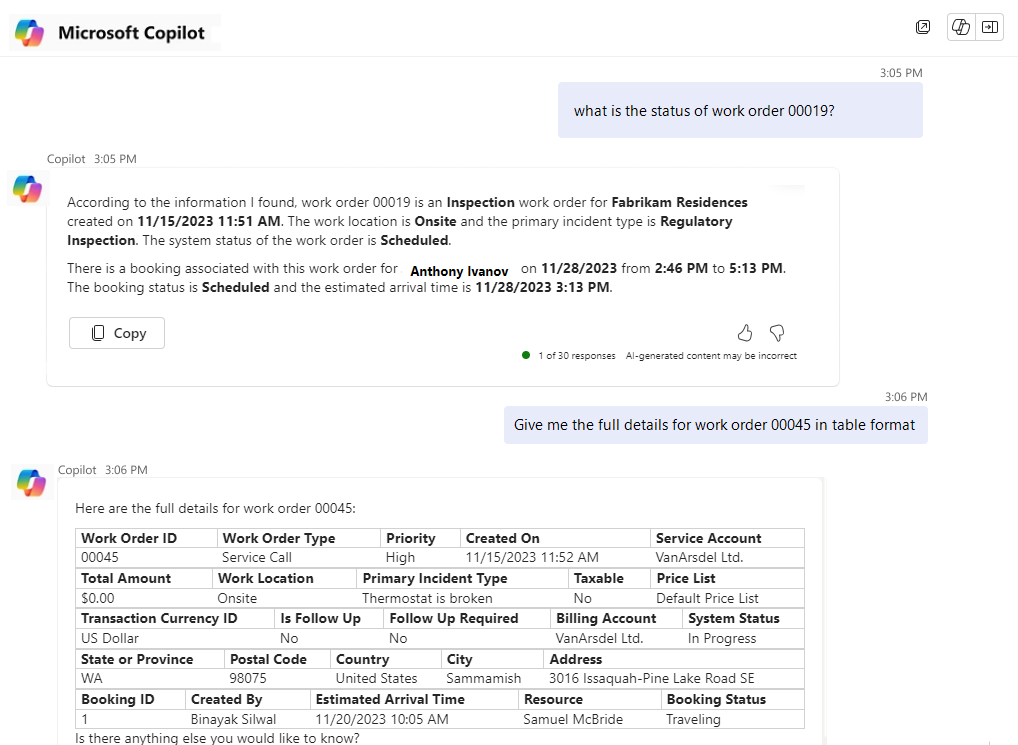 Microsoft Copilot
3:05 PM
what is the status of work order 00019?
Copilot 3:05 PM
According to the information I found, work order 00019 is an Inspection work order for Fabrikam Residences
created on 11/15/2023 11:51 AM. The work location is Onsite and the primary incident type is Regulatory
Inspection. The system status of the work order is Scheduled.
There is a booking associated with this work order for Anthony Ivanov on 11/28/2023 from 2:46 PM to 5:13 PM.
The booking status is Scheduled and the estimated arrival time is 11/28/2023 3:13 PM.
Copy
1 of 30 responses AI-generated content may be incorrect
3:06 PM
Give me the full details for work order 00045 in table format
Copilot 3:06 PM
Here are the full details for work order 00045:
Work Order ID Work Order Type Priority Created On Service Account
00045 Service Call High 11/15/2023 11:52 AM VanArsdel Ltd.
Total Amount Work Location Primary Incident Type Taxable Price List
$0.00 Onsite Thermostat is broken No Default Price List
Transaction Currency ID Is Follow Up Follow Up Required Billing Account System Status
US Dollar No No VanArsdel Ltd. In Progress
State or Province Postal Code Country City Address
WA 98075 United States Sammamish 3016 Issaquah-Pine Lake Road SE
Booking ID Created By Estimated Arrival Time Resource Booking Status
1 Binayak Silwal 11/20/2023 10:05 AM Samuel McBride Traveling
Is there anything else you would like to know?